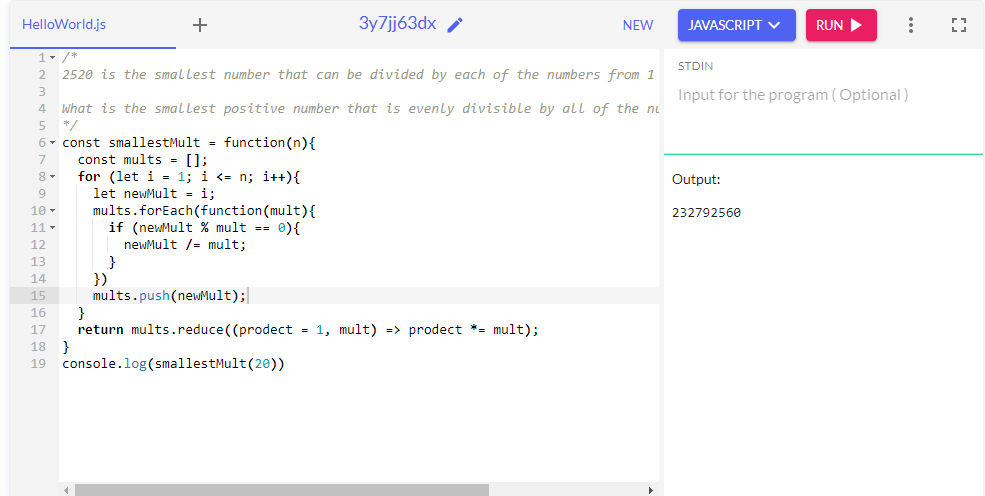 HelloWorld.js
+
3y7jj63dx
NEW
JAVASCRIPT
RUN
1 /*
2 2520 is the smallest number that can be divided by each of the numbers from 1
3
4 What is the smallest positive number that is evenly divisible by all of the nu
5 */
6 const smallestMult = function(n){
7   const mults = [];
8   for (let i = 1; i <= n; i++){
9     let newMult = i;
10     mults.forEach(function(mult){
11       if (newMult % mult == 0){
12         newMult /= mult;
13       }
14     })
15     mults.push(newMult);
16   }
17   return mults.reduce((prodect = 1, mult) => prodect *= mult);
18 }
19 console.log(smallestMult(20))
STDIN
Input for the program ( Optional )
Output:
232792560